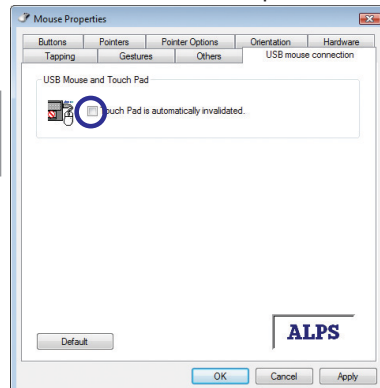 Mouse Properties
Buttons Pointers Pointer Options Orientation Hardware
Tapping Gestures Others USB mouse connection
USB Mouse and Touch Pad
Touch Pad is automatically invalidated.
ALPS
Default
OK Cancel Apply